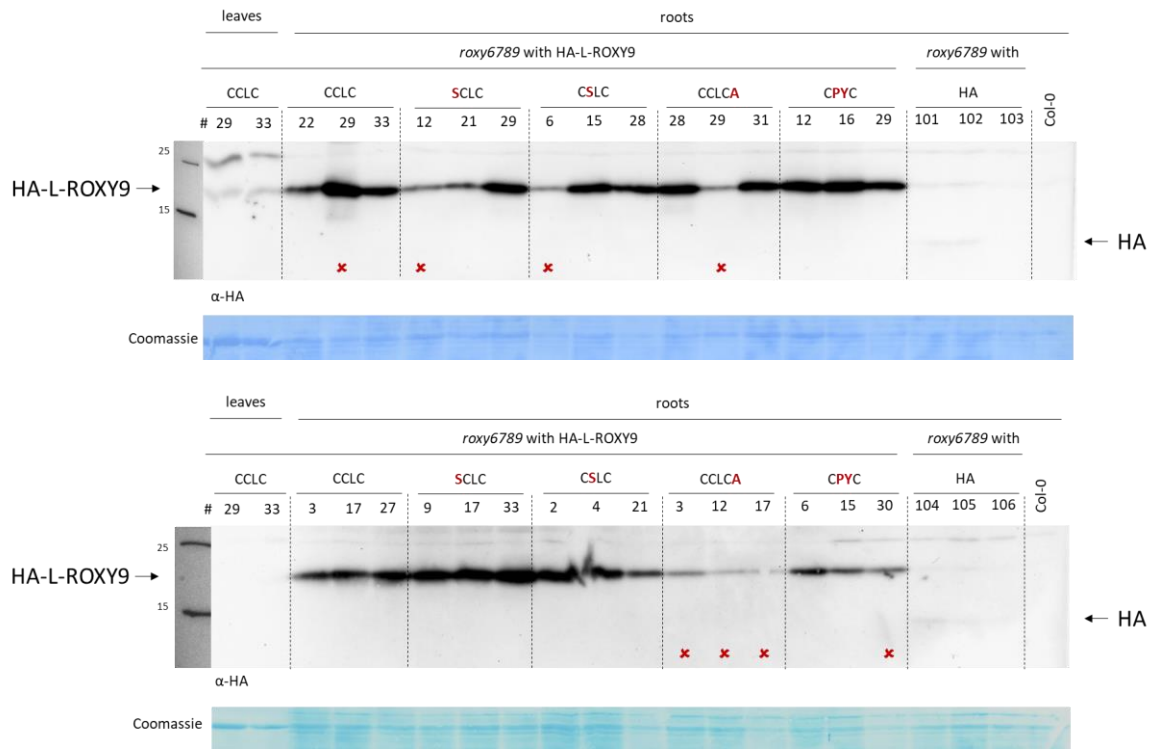 leaves roots
roxy6789 with HA-L-ROXY9 roxy6789 with
CCLC CCLC SCLC CSLC CCLCA CPYC HA Col-0
# 29 33 22 29 33 12 21 29 6 15 28 28 29 31 12 16 29 101 102 103
25
HA-L-ROXY9 →
15
← HA
✘ ✘ ✘ ✘
α-HA
Coomassie
leaves roots
roxy6789 with HA-L-ROXY9 roxy6789 with
CCLC CCLC SCLC CSLC CCLCA CPYC HA Col-0
# 29 33 3 17 27 9 17 33 2 4 21 3 12 17 6 15 30 104 105 106
25
HA-L-ROXY9 →
15
← HA
✘ ✘ ✘ ✘
α-HA
Coomassie